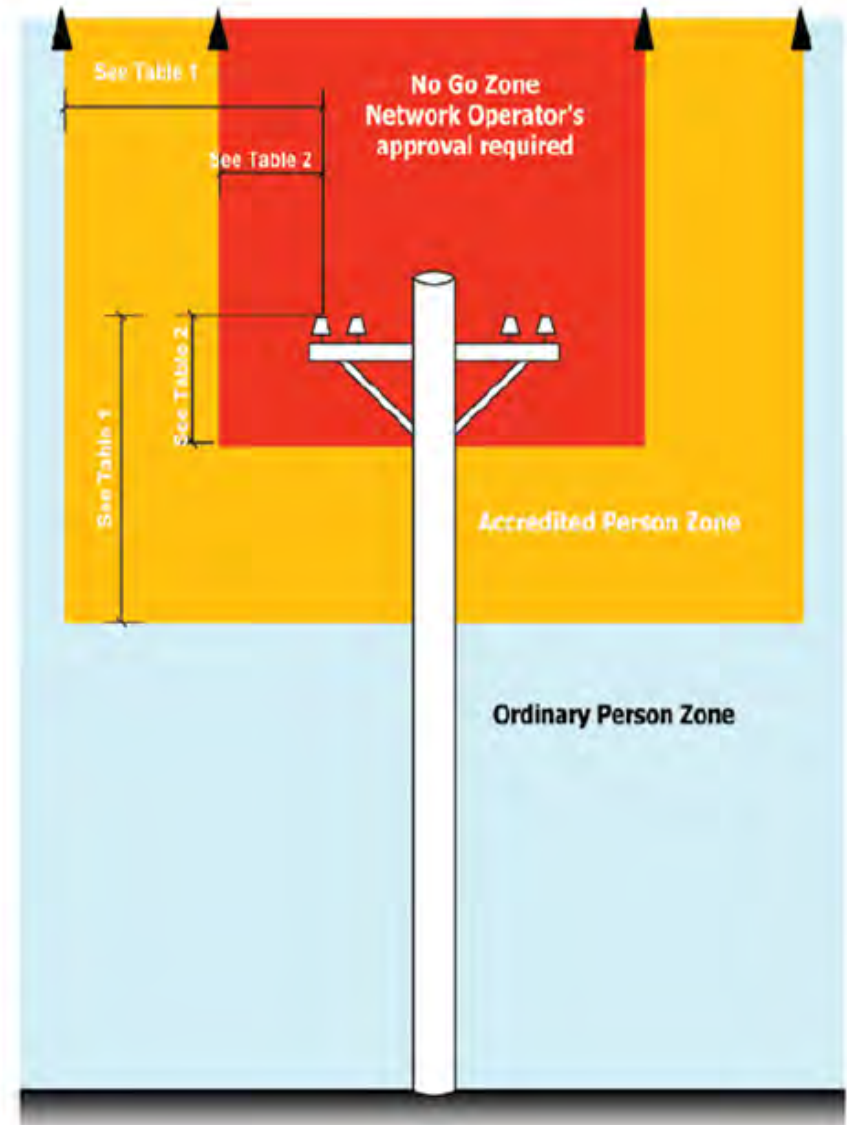 See Table 1
No Go Zone
Network Operator's
approval required
See Table 2
See Table 2
See Table 1
Accredited Person Zone
Ordinary Person Zone